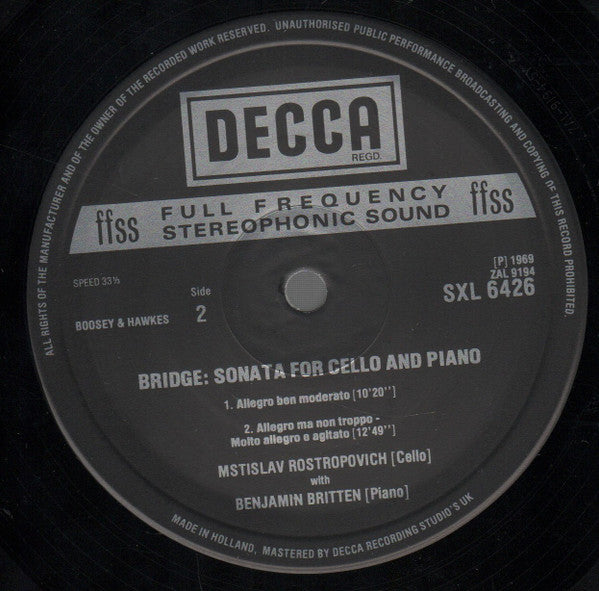 ALL RIGHTS OF THE MANUFACTURER AND OF THE OWNER OF THE RECORDED WORK RESERVED. UNAUTHORISED PUBLIC PERFORMANCE BROADCASTING AND COPYING OF THIS RECORD PROHIBITED.
DECCA
REGD.
ffss FULL FREQUENCY ffss
STEREOPHONIC SOUND
SPEED 33⅓
[P] 1969
ZAL 9194
SXL 6426
Side
2
BOOSEY & HAWKES
BRIDGE: SONATA FOR CELLO AND PIANO
1. Allegro ben moderato [10'20'']
2. Allegro ma non troppo -
Molto allegro e agitato [12'49'']
MSTISLAV ROSTROPOVICH [Cello]
with
BENJAMIN BRITTEN [Piano]
MADE IN HOLLAND, MASTERED BY DECCA RECORDING STUDIO'S UK